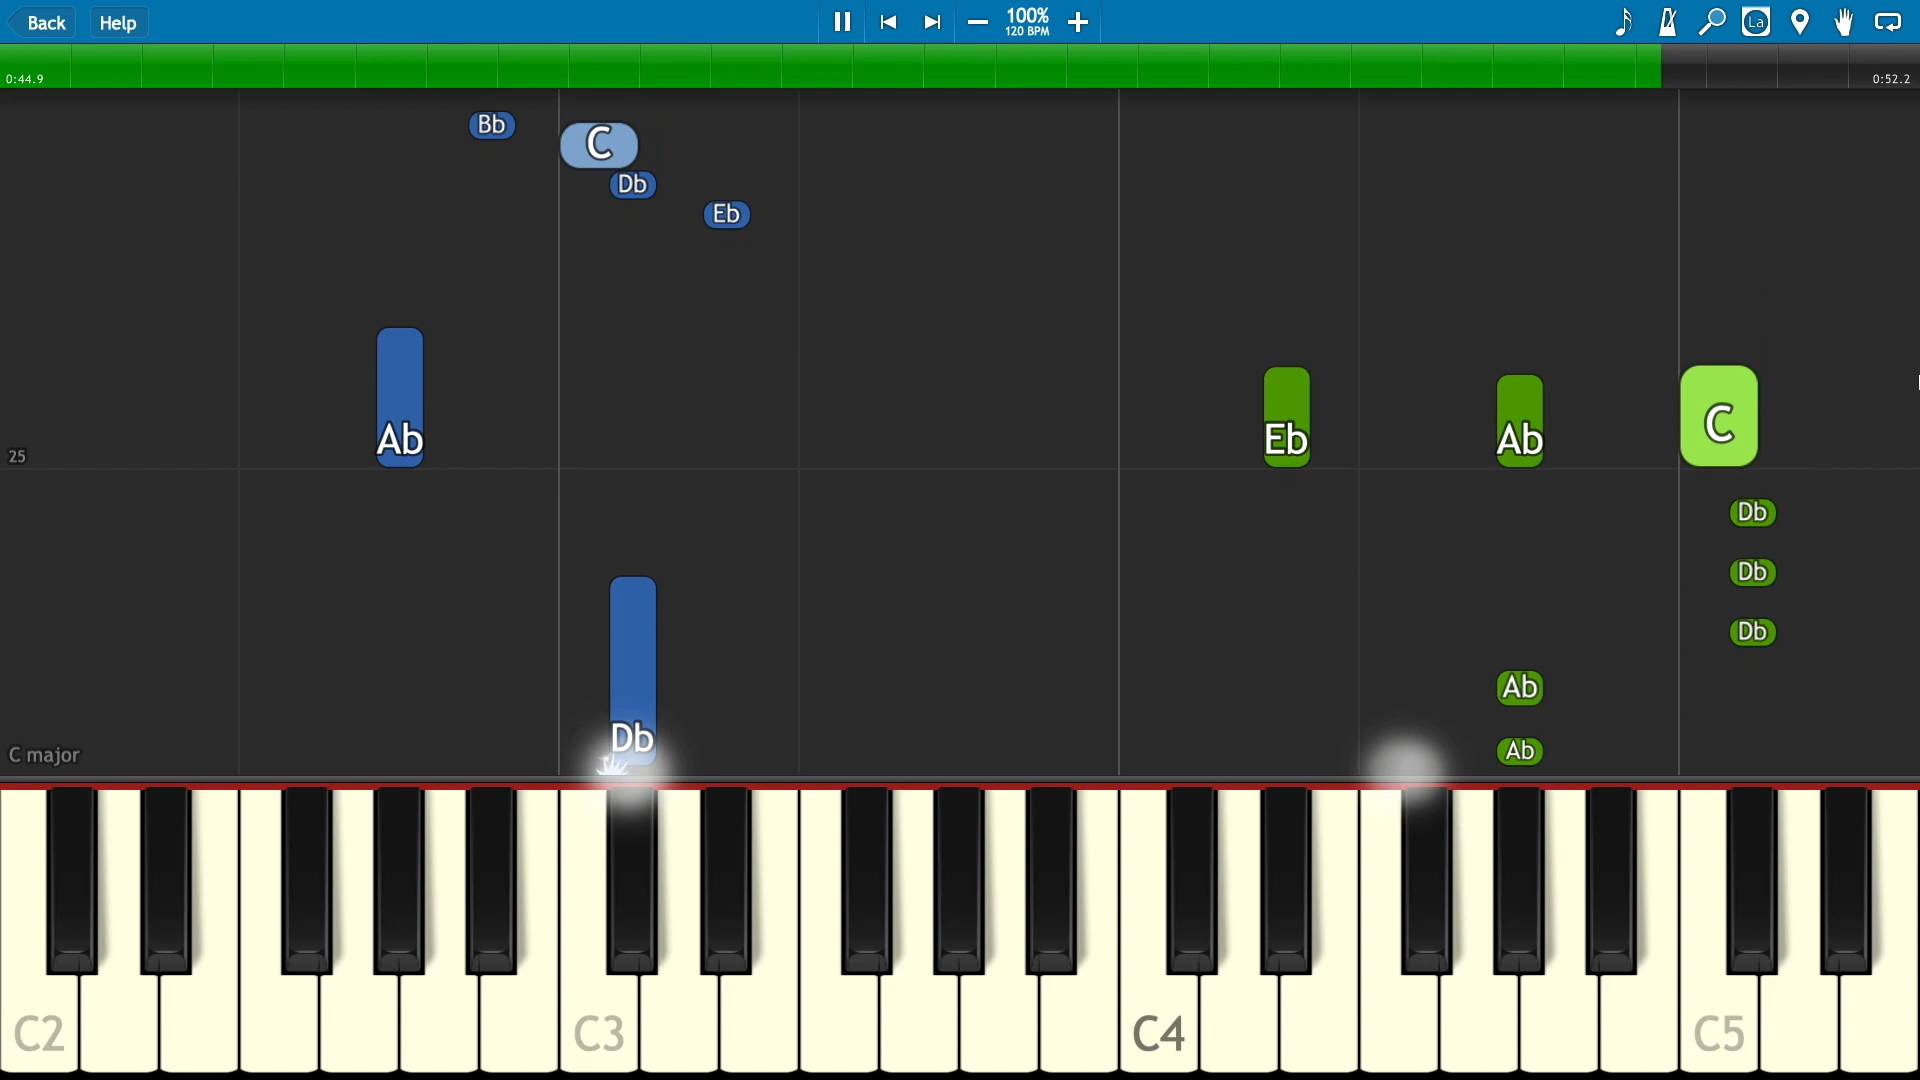 Back Help 100% La
120 BPM
0:44.9 0:52.2
Bb
C
Db
Eb
Ab Eb Ab C
25
Db
Db
Db
Ab
Db Ab
C major
C2 C3 C4 C5